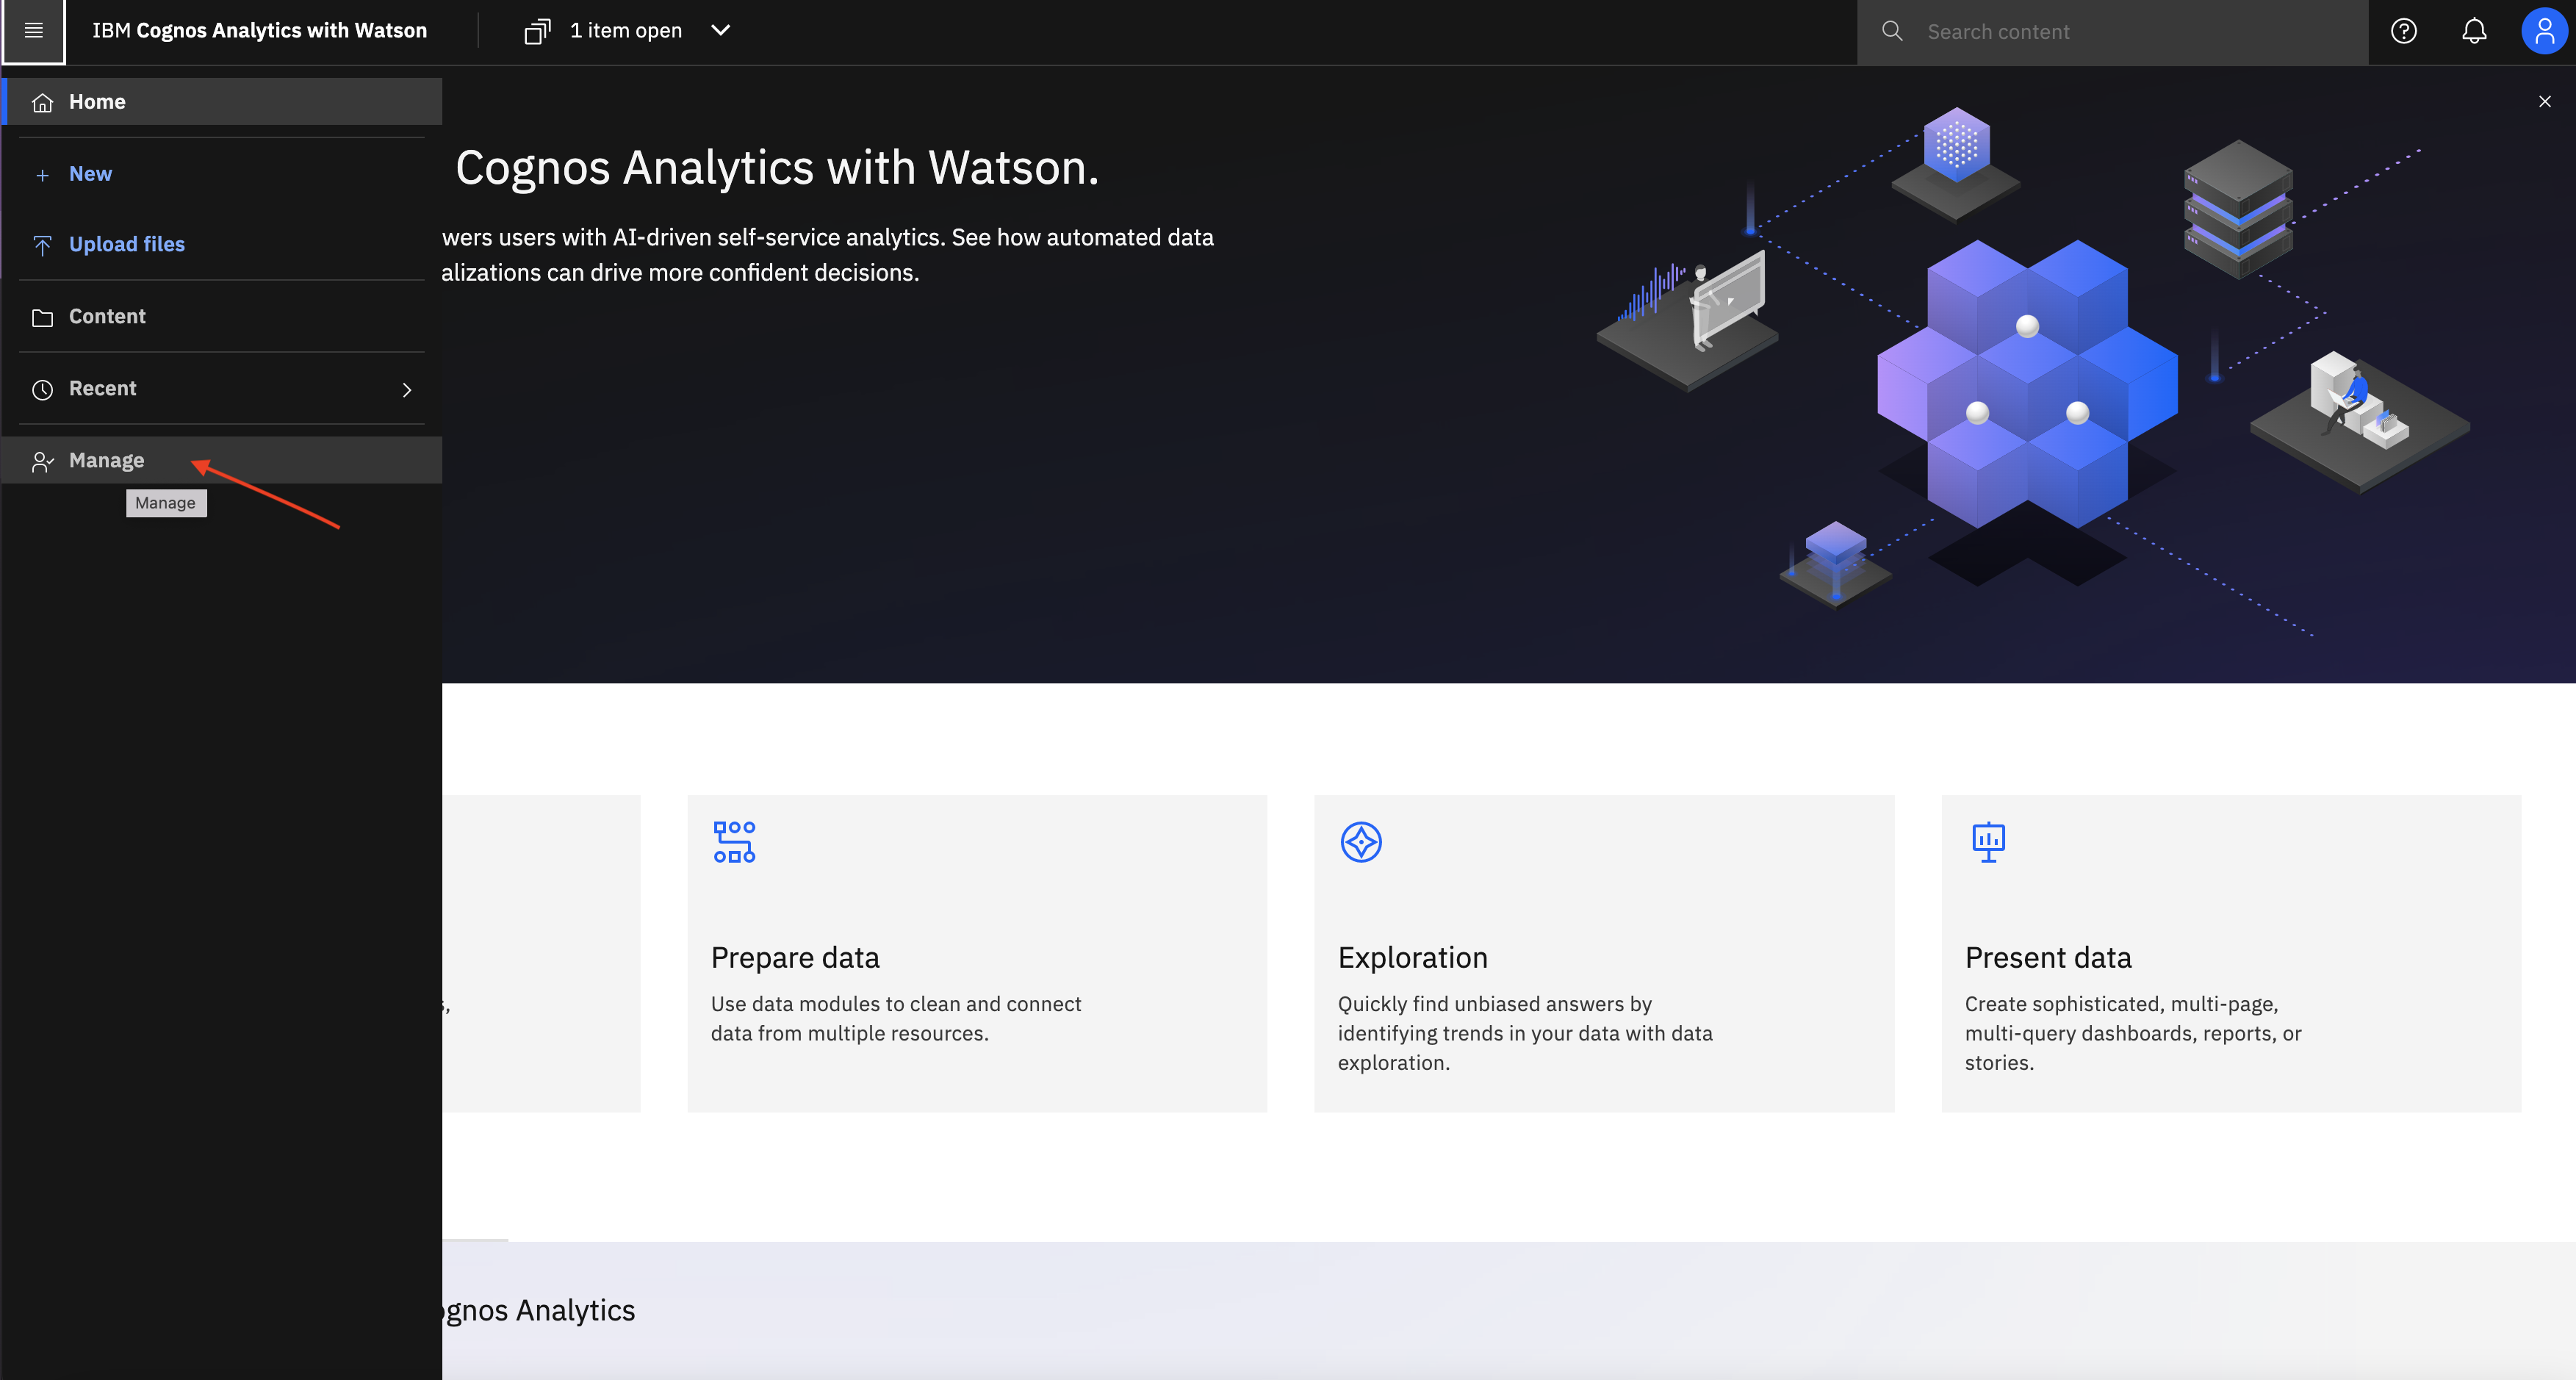 IBM Cognos Analytics with Watson
1 item open
Search content
Home
New
Upload files
Content
Recent
Manage
Manage
Cognos Analytics with Watson.
wers users with AI-driven self-service analytics. See how automated data
alizations can drive more confident decisions.
Prepare data
Use data modules to clean and connect
data from multiple resources.
Exploration
Quickly find unbiased answers by
identifying trends in your data with data
exploration.
Present data
Create sophisticated, multi-page,
multi-query dashboards, reports, or
stories.
ognos Analytics